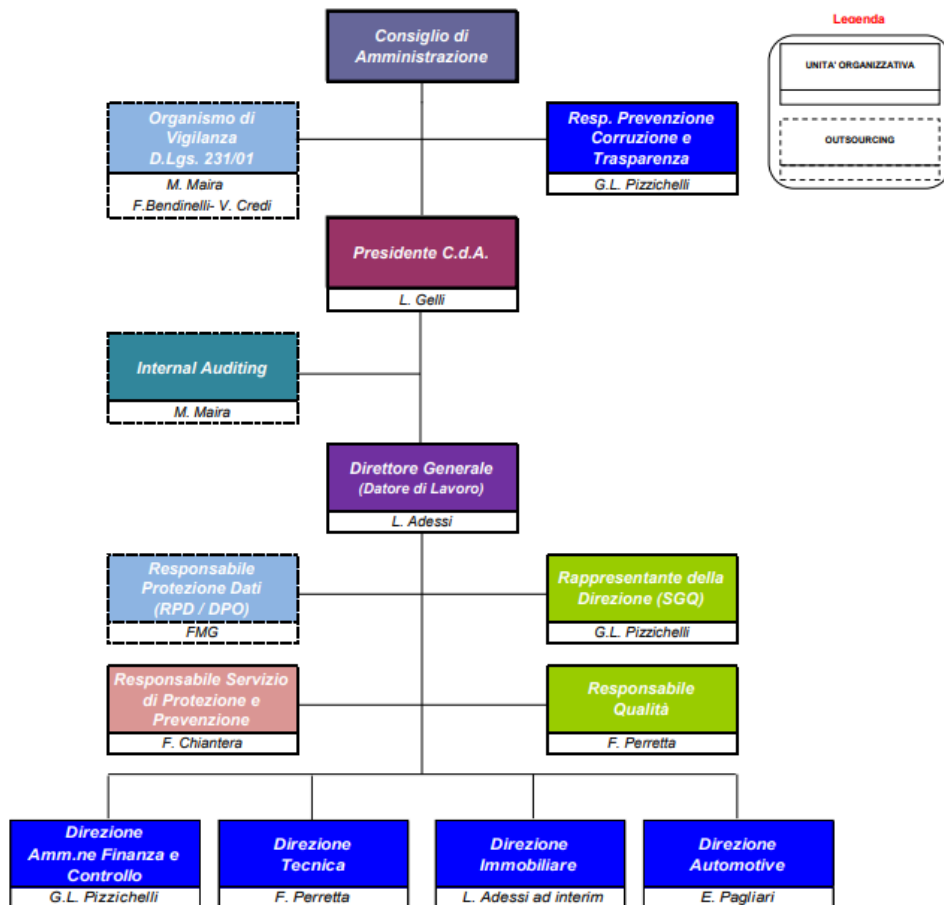 Legenda
Consiglio di
Amministrazione
UNITA' ORGANIZZATIVA
OUTSOURCING
Organismo di
Vigilanza
D.Lgs. 231/01
M. Maira
F.Bendinelli- V. Credi
Resp. Prevenzione
Corruzione e
Trasparenza
G.L. Pizzichelli
Presidente C.d.A.
L. Gelli
Internal Auditing
M. Maira
Direttore Generale
(Datore di Lavoro)
L. Adessi
Responsabile
Protezione Dati
(RPD / DPO)
FMG
Rappresentante della
Direzione (SGQ)
G.L. Pizzichelli
Responsabile Servizio
di Protezione e
Prevenzione
F. Chiantera
Responsabile
Qualità
F. Perretta
Direzione
Amm.ne Finanza e
Controllo
G.L. Pizzichelli
Direzione
Tecnica
F. Perretta
Direzione
Immobiliare
L. Adessi ad interim
Direzione
Automotive
E. Pagliari